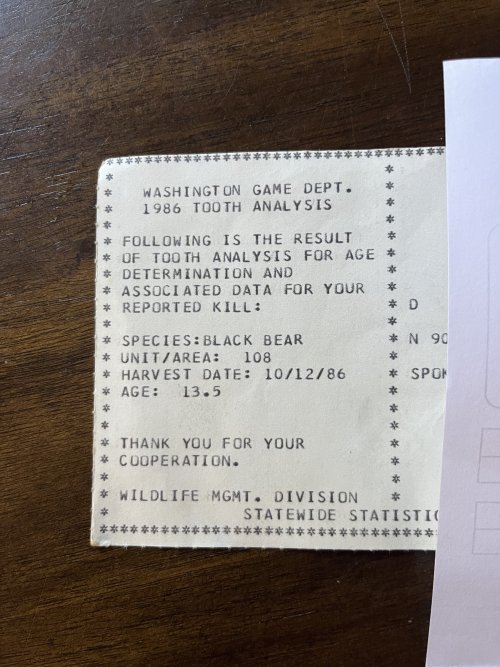 WASHINGTON GAME DEPT.
1986 TOOTH ANALYSIS
FOLLOWING IS THE RESULT
OF TOOTH ANALYSIS FOR AGE
DETERMINATION AND
ASSOCIATED DATA FOR YOUR
REPORTED KILL:
D
SPECIES:BLACK BEAR
N 90
UNIT/AREA: 108
HARVEST DATE: 10/12/86
AGE: 13.5
THANK YOU FOR YOUR
COOPERATION.
WILDLIFE MGMT. DIVISION
STATEWIDE